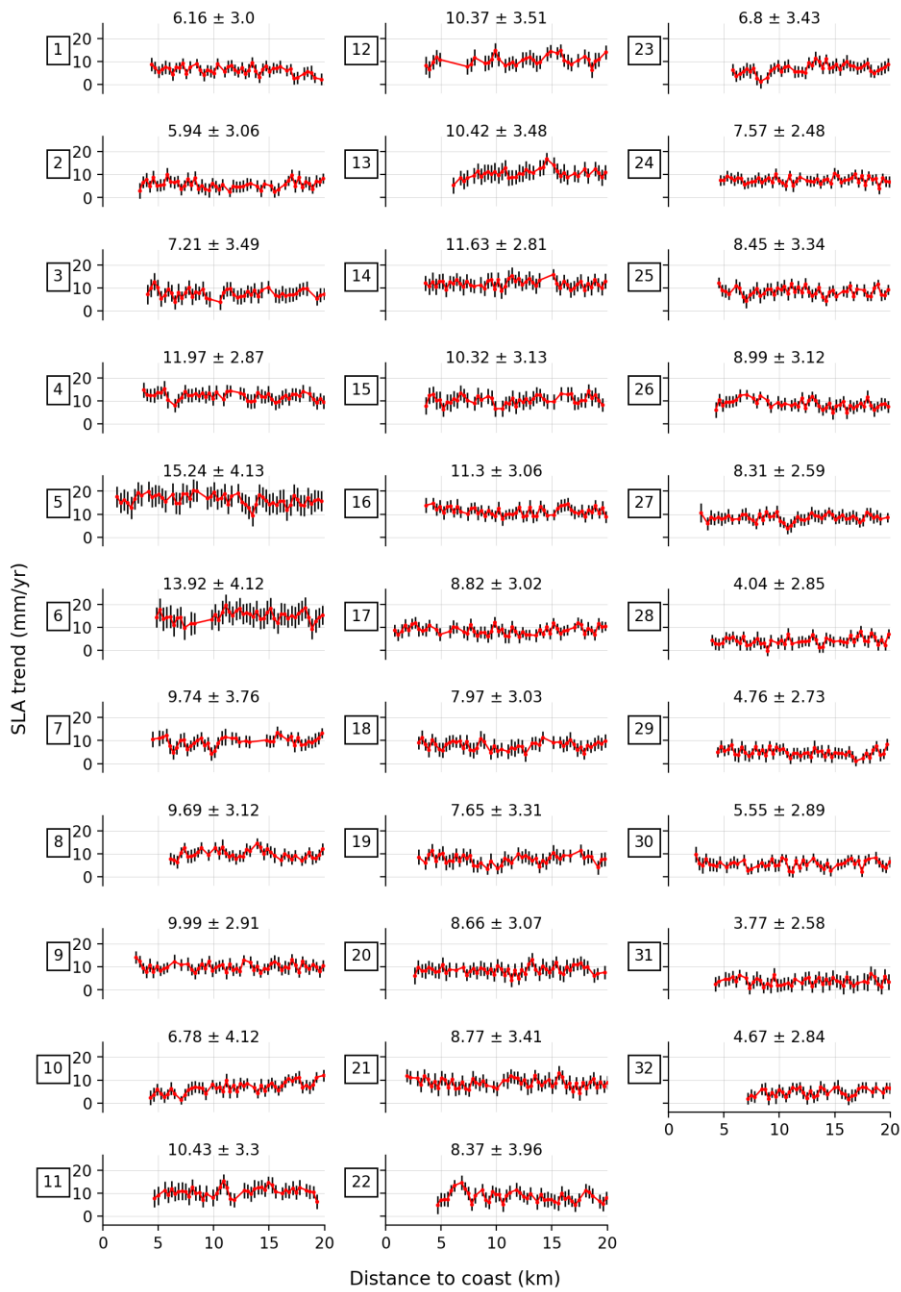 6.16 ± 3.0
1
20
10
0
5.94 ± 3.06
2
20
10
0
7.21 ± 3.49
3
20
10
0
11.97 ± 2.87
4
20
10
0
15.24 ± 4.13
5
20
10
0
13.92 ± 4.12
6
20
10
0
9.74 ± 3.76
7
20
10
0
9.69 ± 3.12
8
20
10
0
9.99 ± 2.91
9
20
10
0
6.78 ± 4.12
10
20
10
0
10.43 ± 3.3
11
20
10
0
0 5 10 15 20
10.37 ± 3.51
12
10.42 ± 3.48
13
11.63 ± 2.81
14
10.32 ± 3.13
15
11.3 ± 3.06
16
8.82 ± 3.02
17
7.97 ± 3.03
18
7.65 ± 3.31
19
8.66 ± 3.07
20
8.77 ± 3.41
21
8.37 ± 3.96
22
0 5 10 15 20
6.8 ± 3.43
23
7.57 ± 2.48
24
8.45 ± 3.34
25
8.99 ± 3.12
26
8.31 ± 2.59
27
4.04 ± 2.85
28
4.76 ± 2.73
29
5.55 ± 2.89
30
3.77 ± 2.58
31
4.67 ± 2.84
32
0 5 10 15 20
SLA trend (mm/yr)
Distance to coast (km)